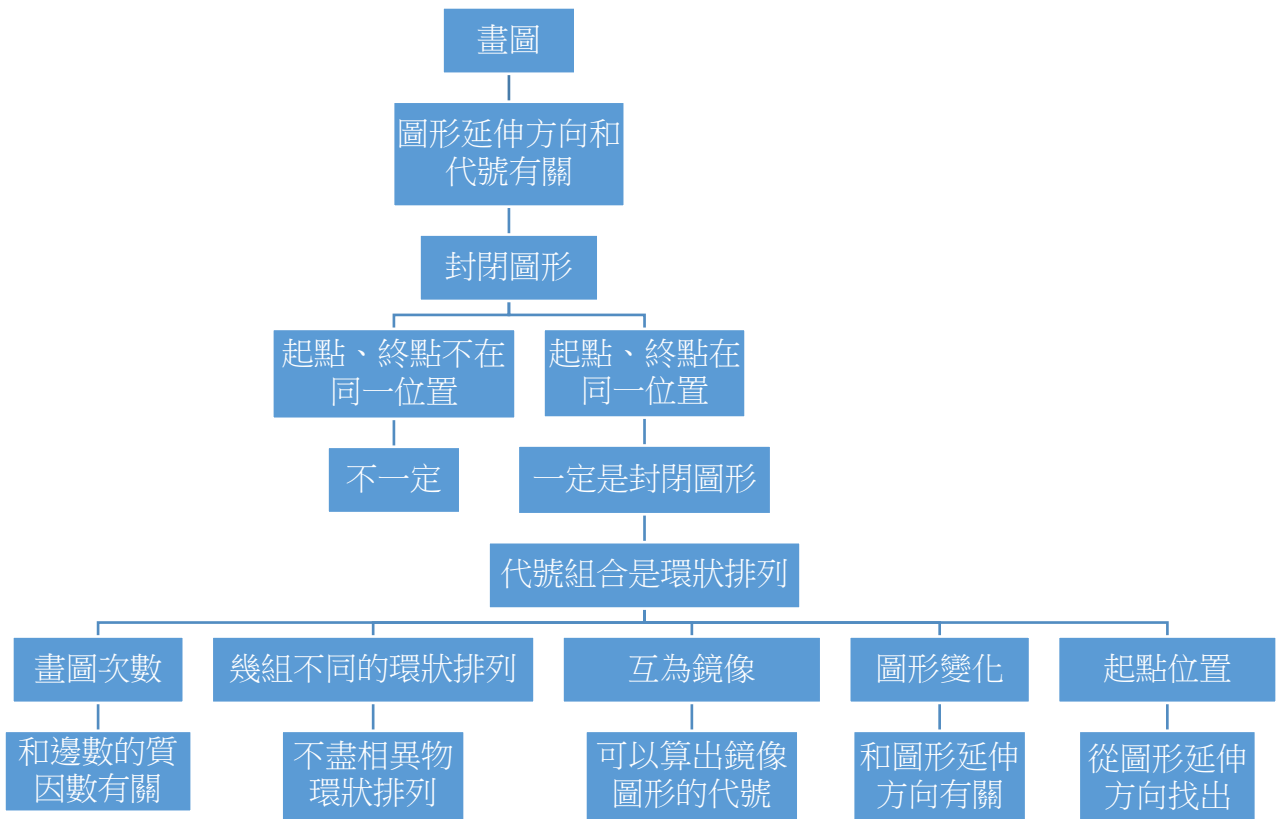 畫圖
圖形延伸方向和
代號有關
封閉圖形
起點、終點不在
同一位置
起點、終點在
同一位置
不一定
一定是封閉圖形
代號組合是環狀排列
畫圖次數
幾組不同的環狀排列
互為鏡像
圖形變化
起點位置
和邊數的質
因數有關
不盡相異物
環狀排列
可以算出鏡像
圖形的代號
和圖形延伸
方向有關
從圖形延伸
方向找出